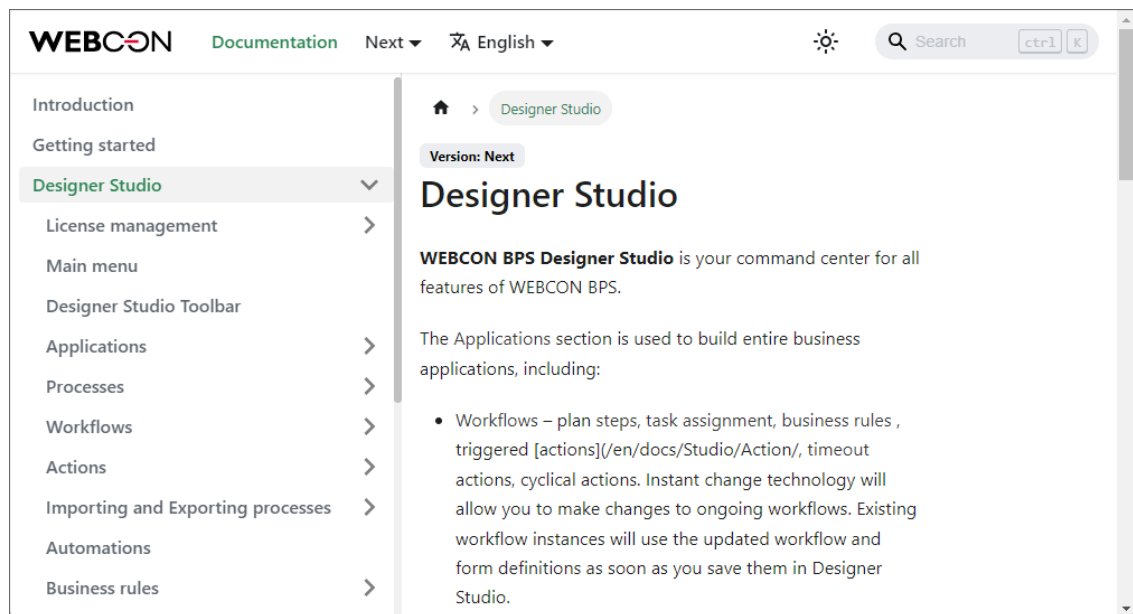 WEBCON Documentation Next English Search ctrl K
Introduction
Getting started
Designer Studio
License management
Main menu
Designer Studio Toolbar
Applications
Processes
Workflows
Actions
Importing and Exporting processes
Automations
Business rules
Designer Studio
Version: Next
Designer Studio
WEBCON BPS Designer Studio is your command center for all
features of WEBCON BPS.
The Applications section is used to build entire business
applications, including:
• Workflows – plan steps, task assignment, business rules ,
triggered [actions](/en/docs/Studio/Action/, timeout
actions, cyclical actions. Instant change technology will
allow you to make changes to ongoing workflows. Existing
workflow instances will use the updated workflow and
form definitions as soon as you save them in Designer
Studio.